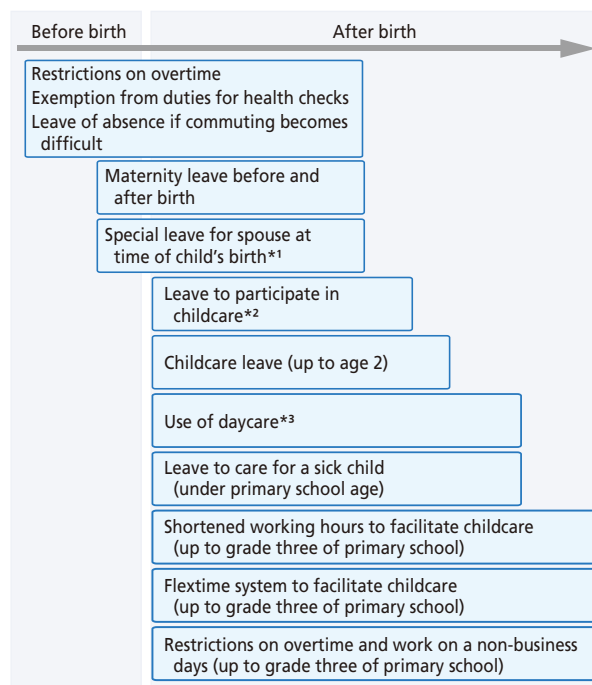 Before birth
After birth
Restrictions on overtime
Exemption from duties for health checks
Leave of absence if commuting becomes
difficult
Maternity leave before and
after birth
Special leave for spouse at
time of child’s birth*1
Leave to participate in
childcare*2
Childcare leave (up to age 2)
Use of daycare*3
Leave to care for a sick child
(under primary school age)
Shortened working hours to facilitate childcare
(up to grade three of primary school)
Flextime system to facilitate childcare
(up to grade three of primary school)
Restrictions on overtime and work on a non-business
days (up to grade three of primary school)